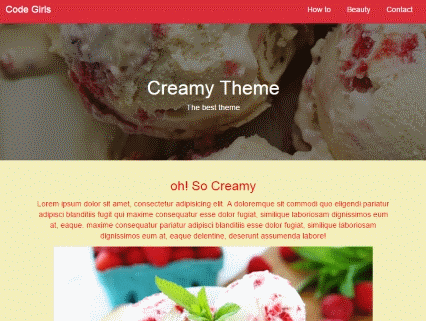 Code Girls How to Beauty Contact
Creamy Theme
The best theme
oh! So Creamy
Lorem ipsum dolor sit amet, consectetur adipisicing elit. A doloremque sit commodi quo eligendi pariatur
adipisci blanditiis fugit qui maxime consequatur esse dolor fugiat, similique laboriosam dignissimos eum
at, eaque. maxime consequatur pariatur adipisci blanditiis esse dolor fugiat, similique laboriosam
dignissimos eum at, eaque detentine, deserunt assumenda labore!